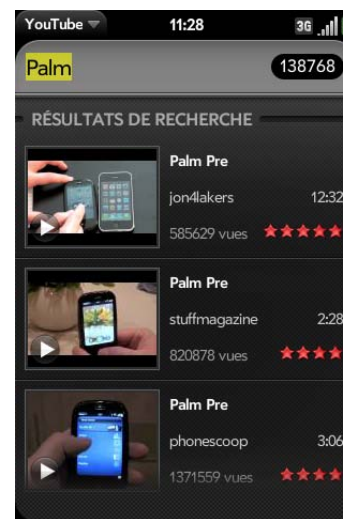 YouTube 11:28 3G
Palm 138768
RÉSULTATS DE RECHERCHE
Palm Pre
jon4lakers 12:32
585629 vues
Palm Pre
stuffmagazine 2:28
820878 vues
Palm Pre
phonescoop 3:06
1371559 vues